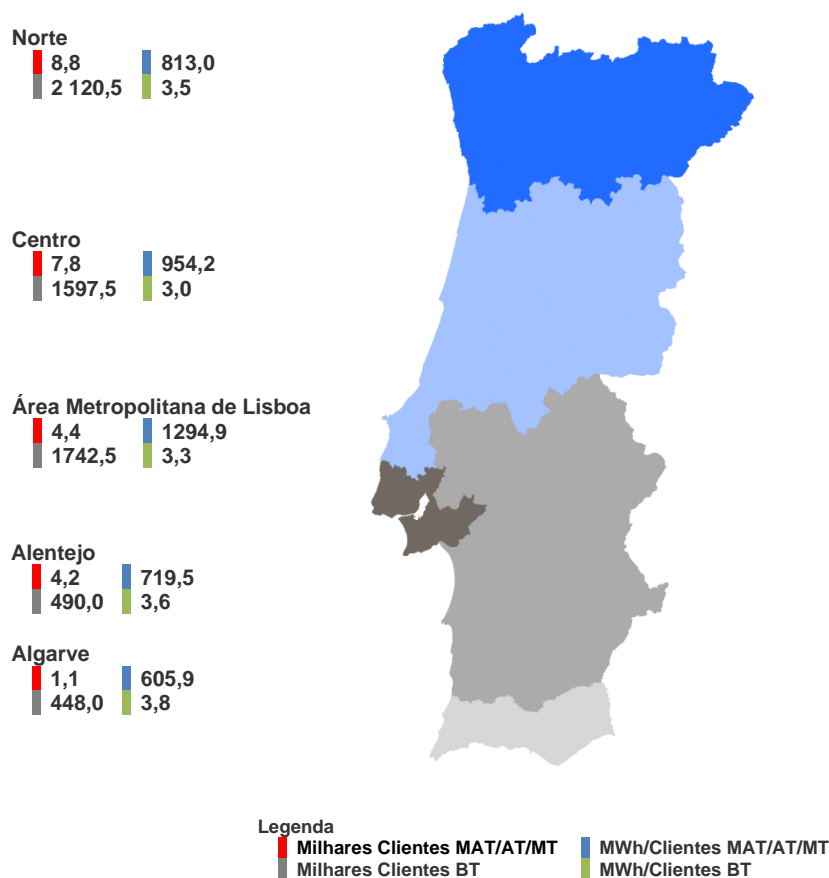 Norte
8,8 813,0
2 120,5 3,5
Centro
7,8 954,2
1597,5 3,0
Área Metropolitana de Lisboa
4,4 1294,9
1742,5 3,3
Alentejo
4,2 719,5
490,0 3,6
Algarve
1,1 605,9
448,0 3,8
Legenda
Milhares Clientes MAT/AT/MT MWh/Clientes MAT/AT/MT
Milhares Clientes BT MWh/Clientes BT